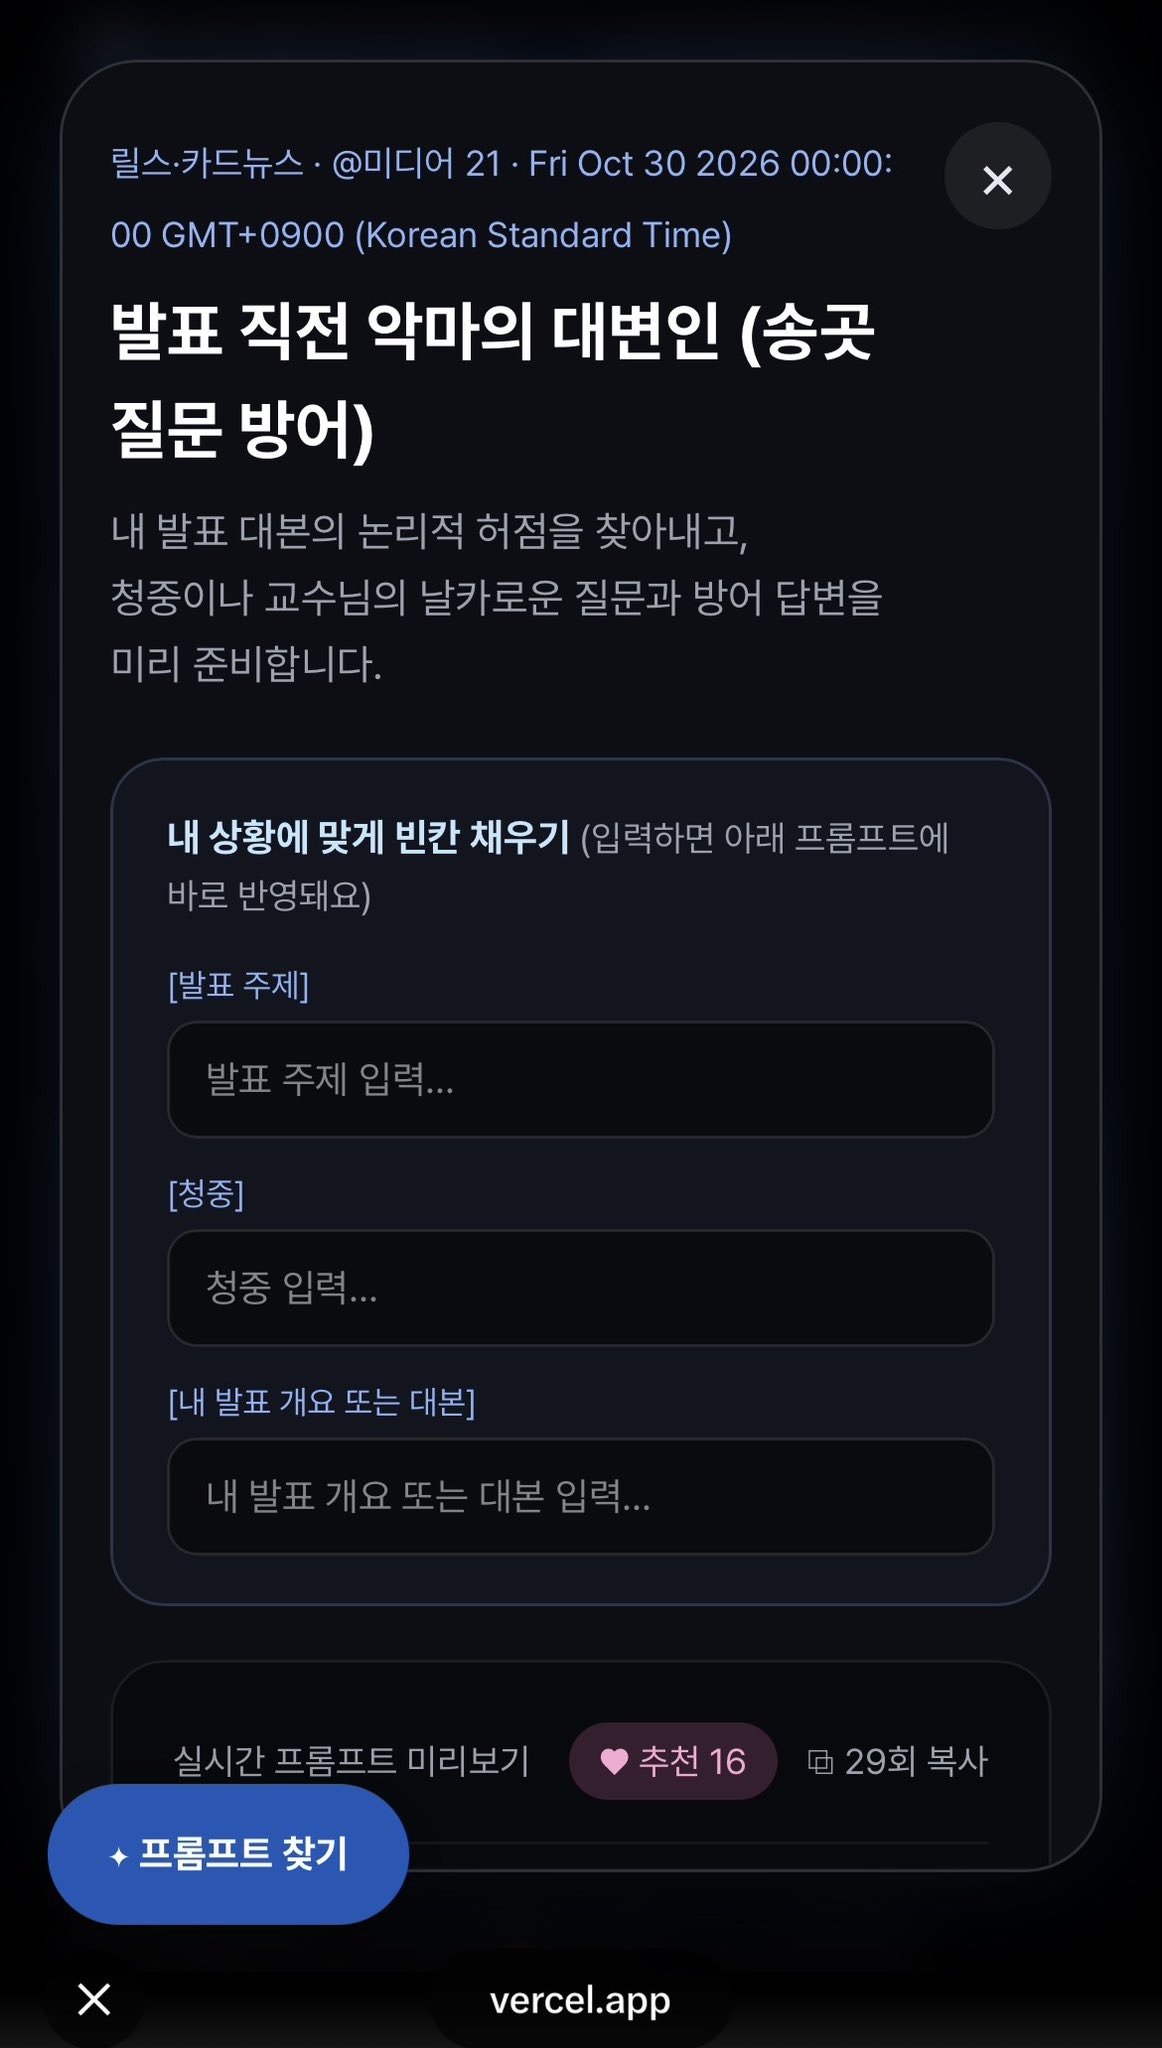 릴스·카드뉴스 · @미디어 21 · Fri Oct 30 2026 00:00:
00 GMT+0900 (Korean Standard Time)
발표 직전 악마의 대변인 (송곳
질문 방어)
내 발표 대본의 논리적 허점을 찾아내고,
청중이나 교수님의 날카로운 질문과 방어 답변을
미리 준비합니다.
내 상황에 맞게 빈칸 채우기 (입력하면 아래 프롬프트에
바로 반영돼요)
[발표 주제]
발표 주제 입력...
[청중]
청중 입력...
[내 발표 개요 또는 대본]
내 발표 개요 또는 대본 입력...
실시간 프롬프트 미리보기 ♥ 추천 16 29회 복사
✦ 프롬프트 찾기
vercel.app